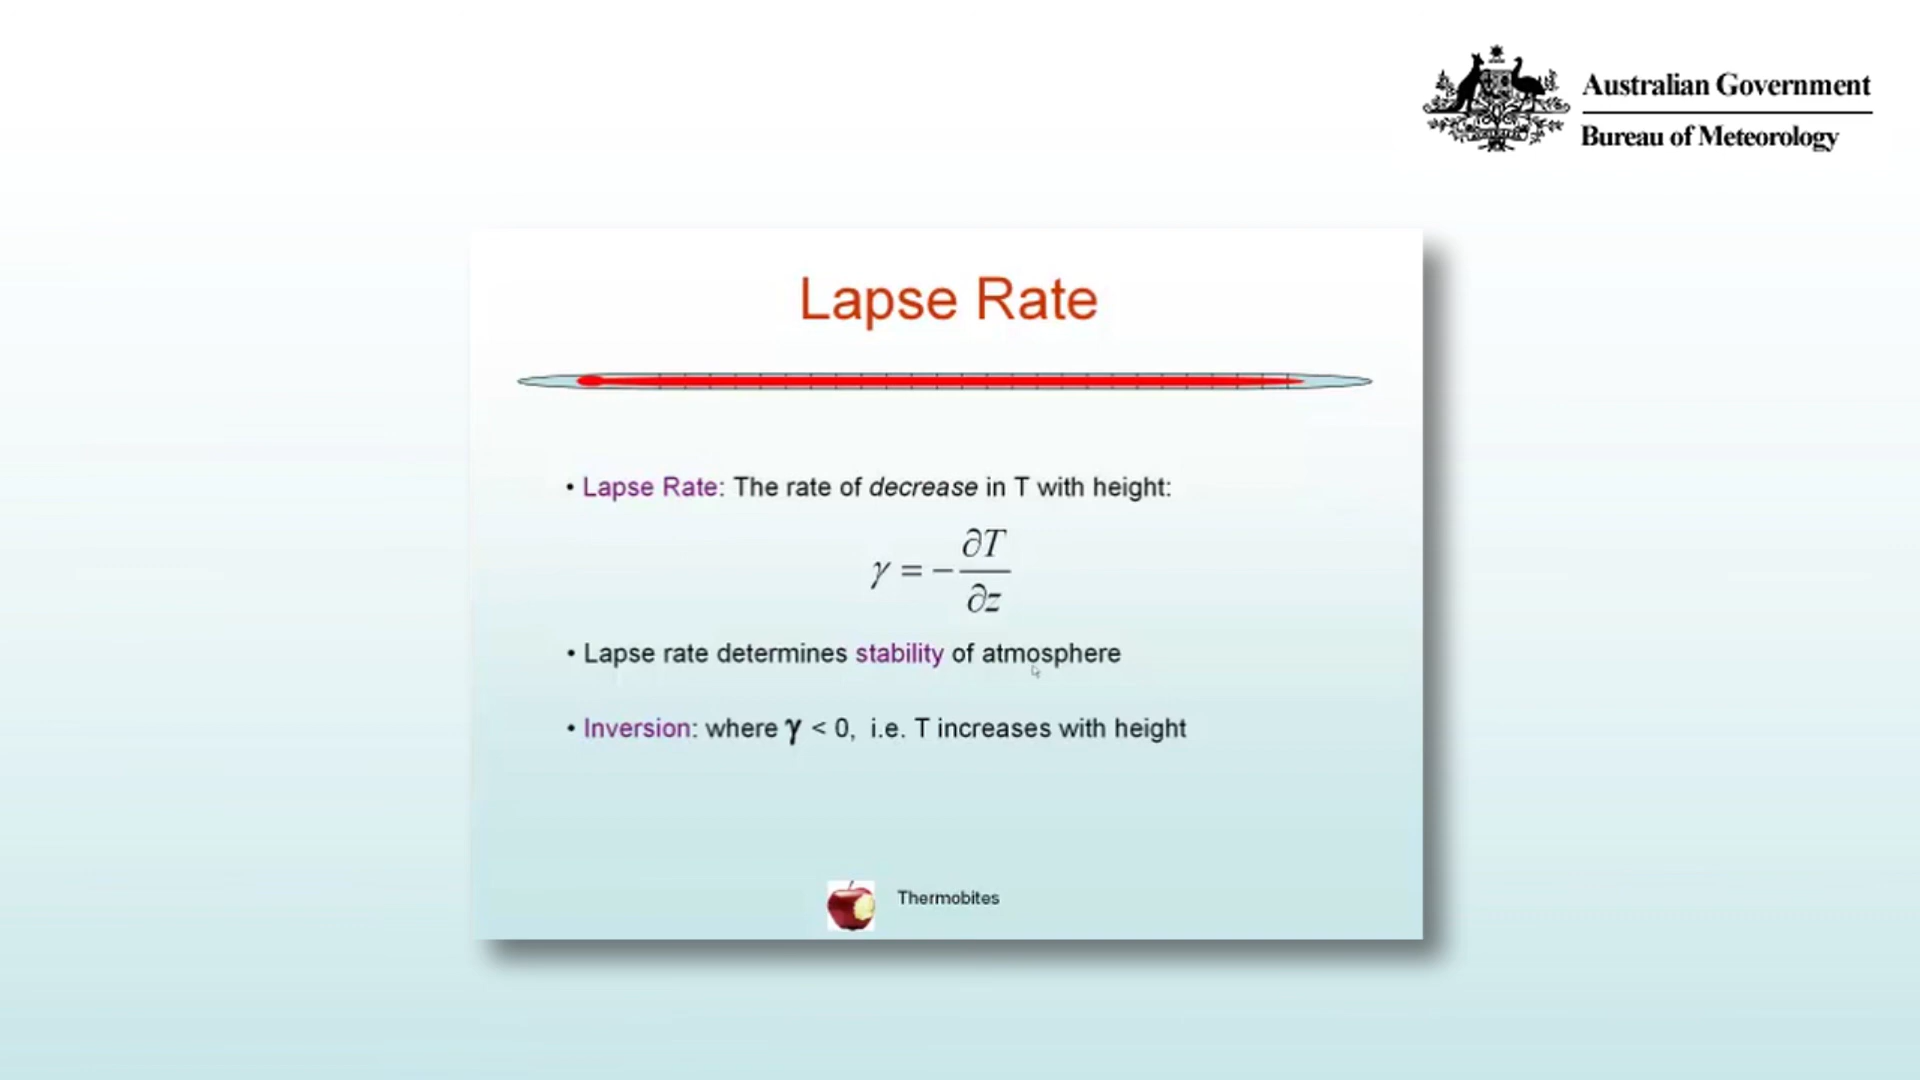 Australian Government
Bureau of Meteorology
Lapse Rate
• Lapse Rate: The rate of decrease in T with height:
γ = − ∂T/∂z
• Lapse rate determines stability of atmosphere
• Inversion: where γ < 0, i.e. T increases with height
Thermobites